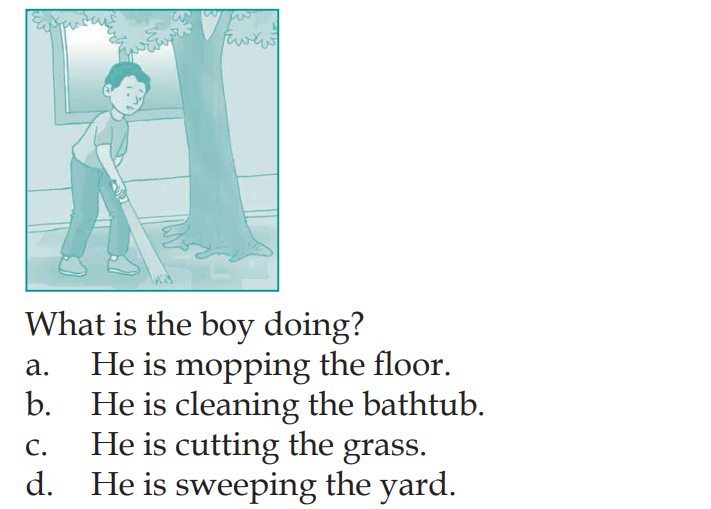 What is the boy doing?
a. He is mopping the floor.
b. He is cleaning the bathtub.
c. He is cutting the grass.
d. He is sweeping the yard.